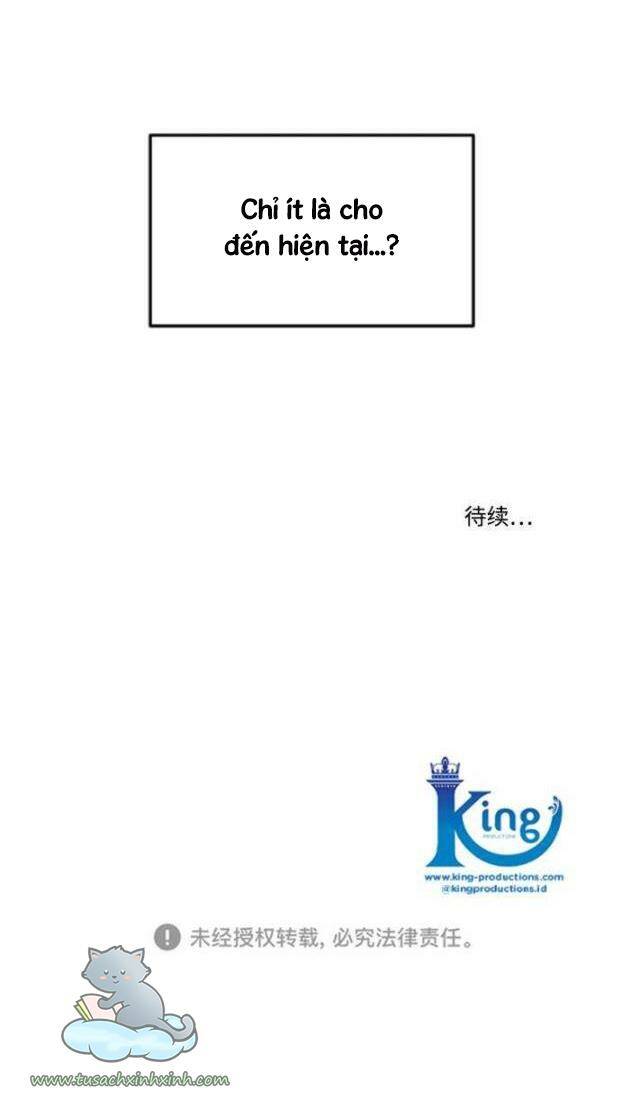 Chỉ ít là cho
đến hiện tại...?
待续...
King
PRODUCTIONS
www.king-productions.com
@kingproductions.id
未经授权转载, 必究法律责任。
www.tusachxinhxinh.com